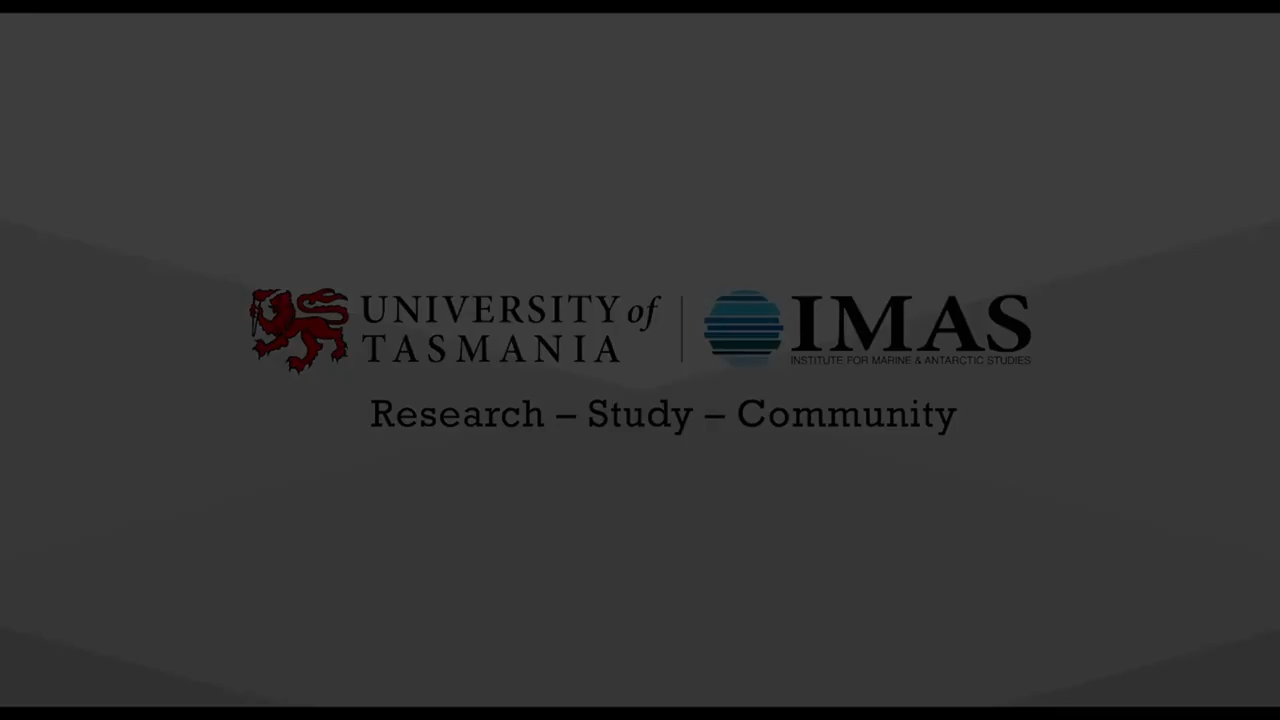 UNIVERSITY of
TASMANIA
IMAS
INSTITUTE FOR MARINE & ANTARCTIC STUDIES
Research – Study – Community